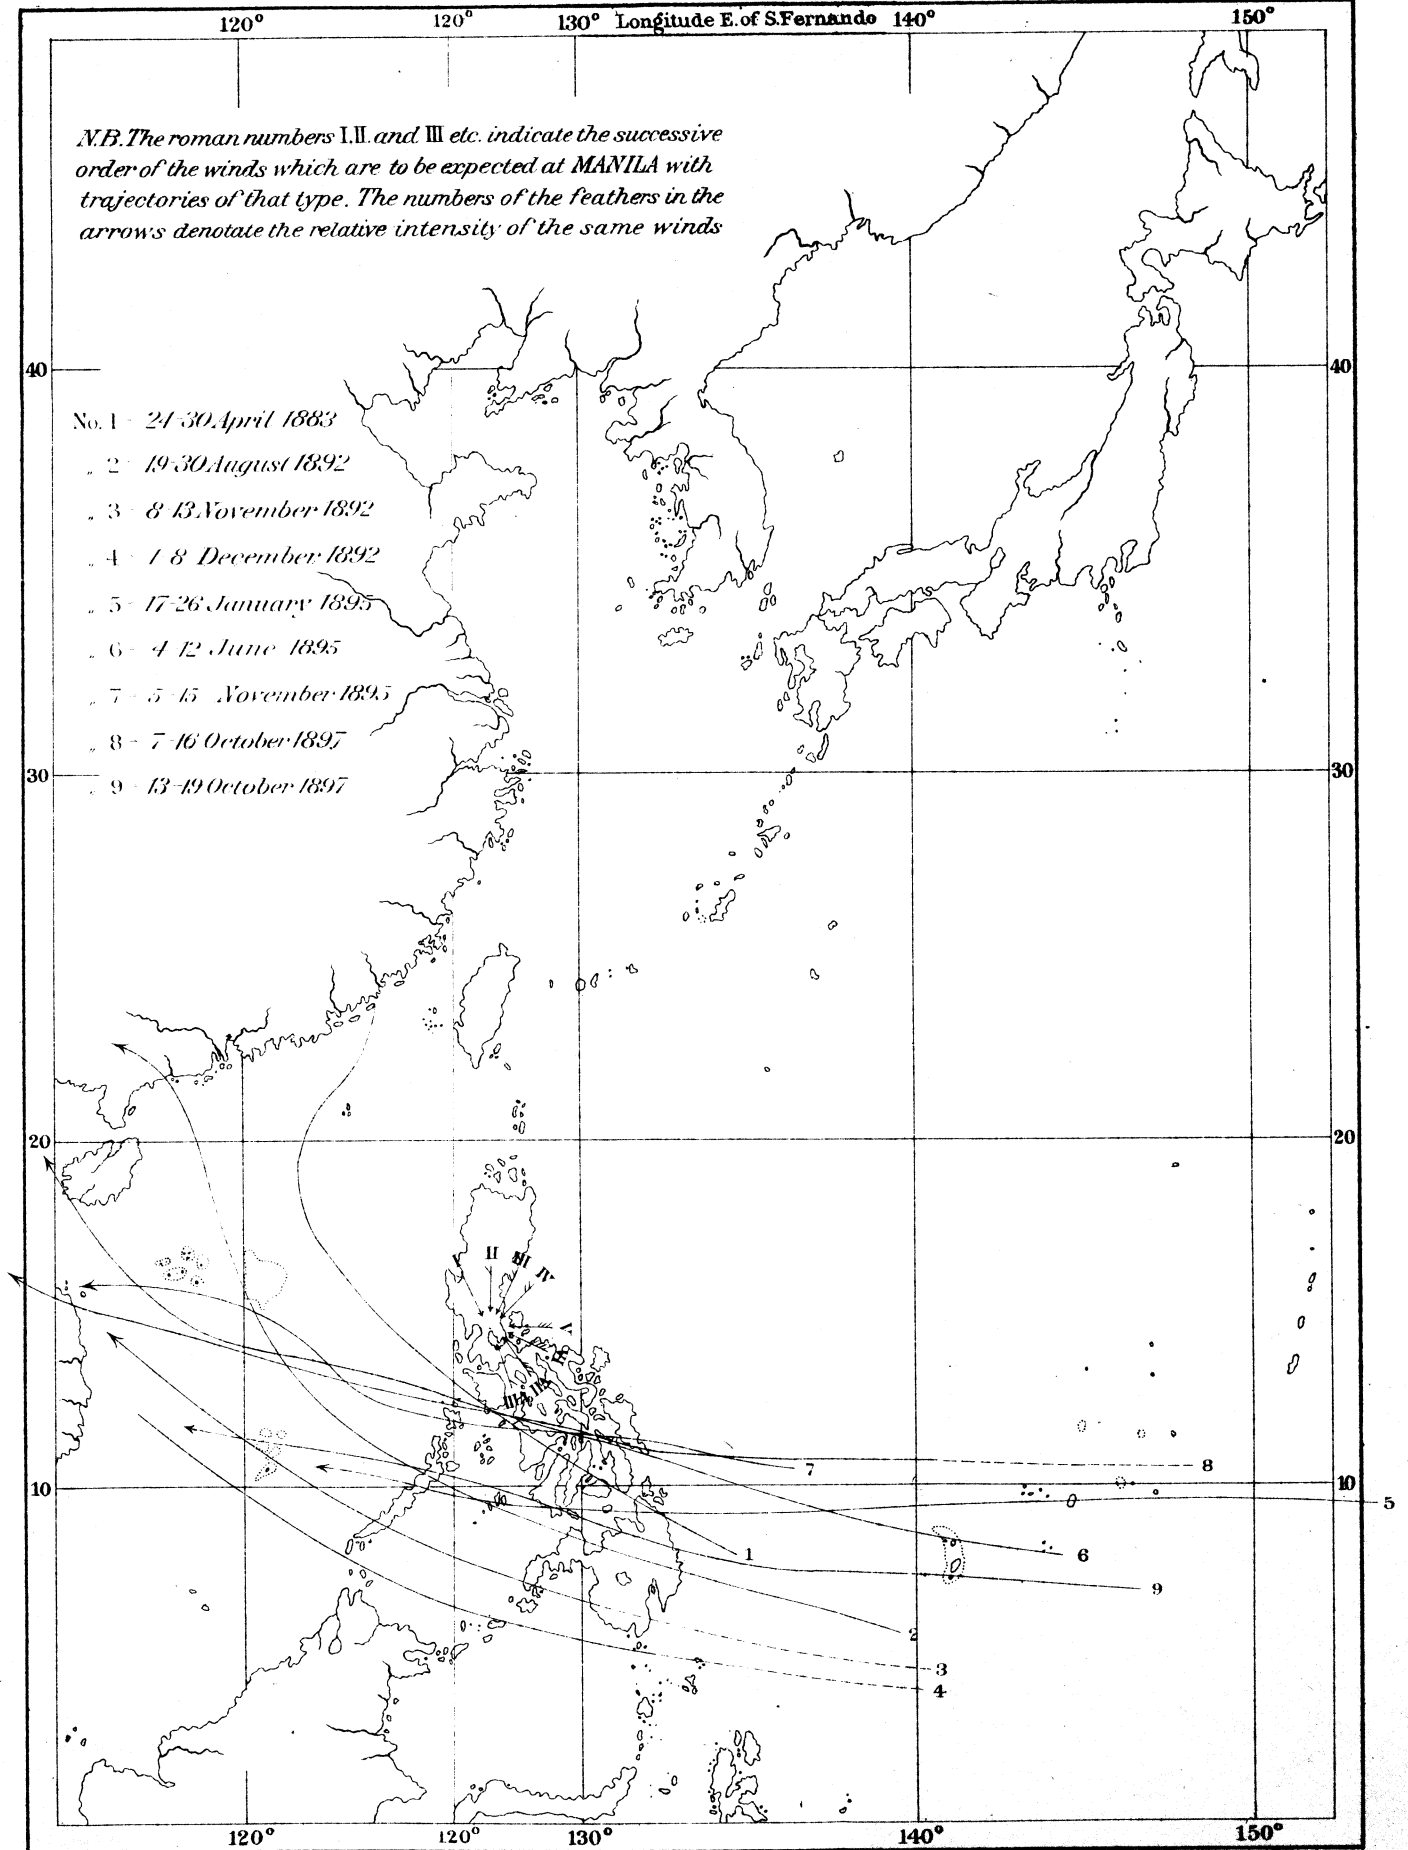 120° 120° 130° Longitude E. of S. Fernando 140° 150°
N.B. The roman numbers I. II. and III etc. indicate the successive
order of the winds which are to be expected at MANILA with
trajectories of that type. The numbers of the feathers in the
arrows denotate the relative intensity of the same winds
40 40
No. 1 - 24-30 April 1883
„ 2 - 19-30 August 1892
„ 3 - 8-13 November 1892
„ 4 - 1-8 December 1892
„ 5 - 17-26 January 1895
„ 6 - 4-12 June 1895
„ 7 - 5-15 November 1895
„ 8 - 7-16 October 1897
„ 9 - 13-19 October 1897
30 30
20 20
I II III IV
V
7 8
10 10
5
1 6
9
2
3
4
120° 120° 130° 140° 150°